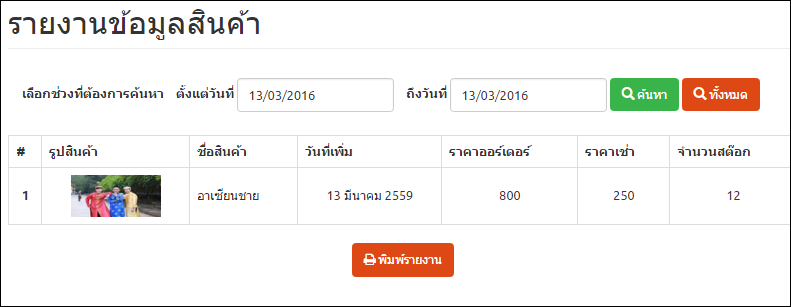 รายงานข้อมูลสินค้า
เลือกช่วงที่ต้องการค้นหา ตั้งแต่วันที่ 13/03/2016 ถึงวันที่ 13/03/2016 ค้นหา ทั้งหมด
# รูปสินค้า ชื่อสินค้า วันที่เพิ่ม ราคาออร์เดอร์ ราคาเช่า จำนวนสต๊อก
1 อาเซียนชาย 13 มีนาคม 2559 800 250 12
พิมพ์รายงาน